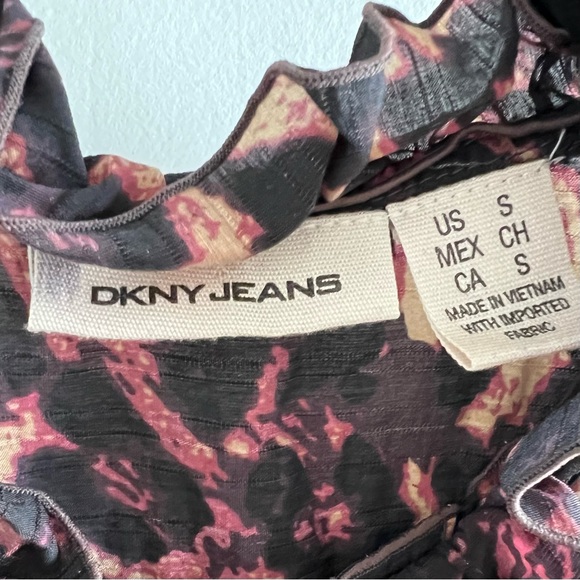 DKNY JEANS
US S
MEX CH
CA S
MADE IN VIETNAM
WITH IMPORTED
FABRIC